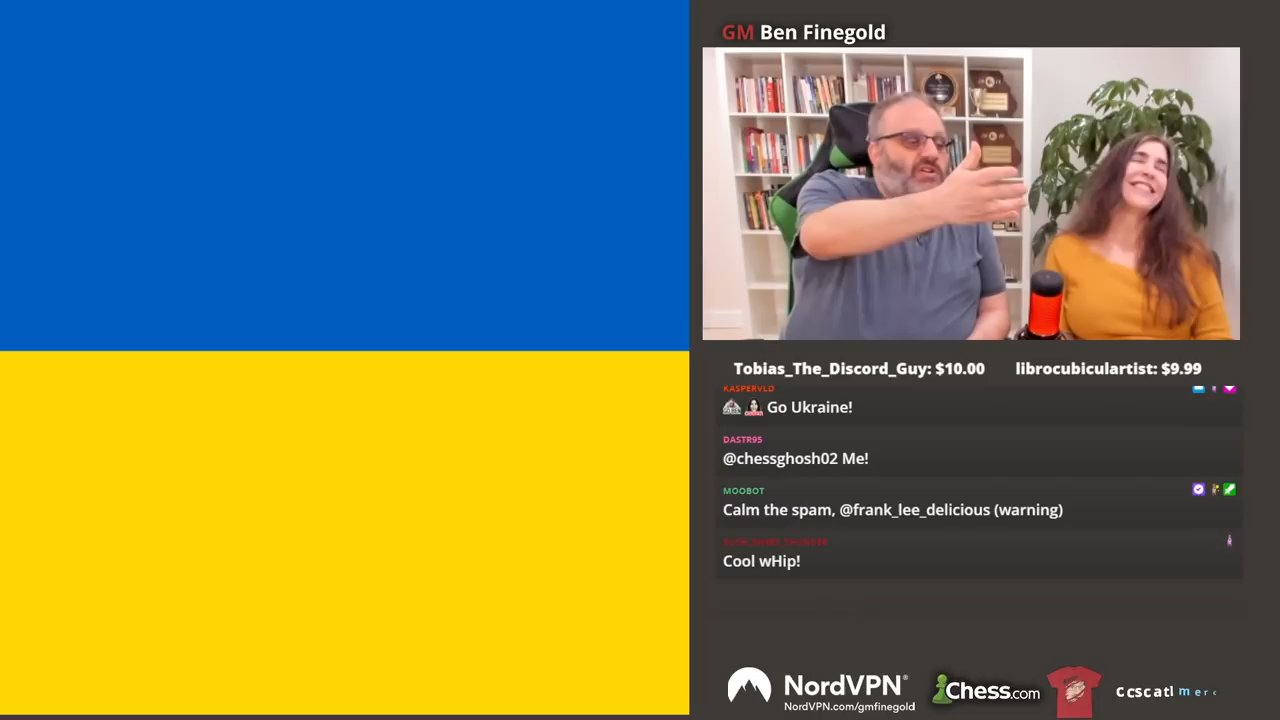 GM Ben Finegold
Tobias_The_Discord_Guy: $10.00 librocubiculartist: $9.99
KASPERVLD
Go Ukraine!
DASTR95
@chessghosh02 Me!
MOOBOT
Calm the spam, @frank_lee_delicious (warning)
Cool wHip!
NordVPN®
NordVPN.com/gmfinegold
Chess.com